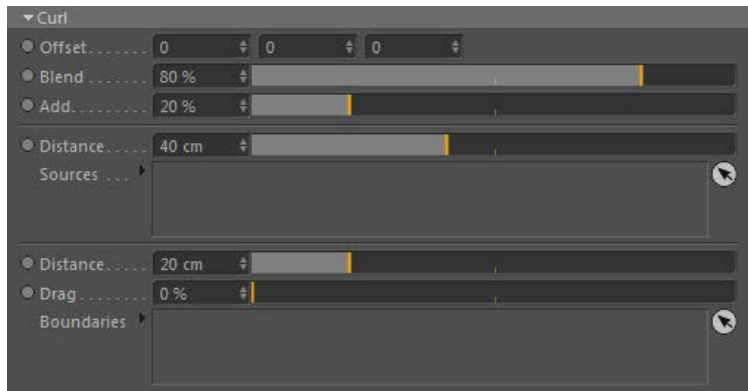 Curl
Offset........ 0 0 0
Blend ....... 80 %
Add......... 20 %
Distance..... 40 cm
Sources ...
Distance..... 20 cm
Drag ........ 0 %
Boundaries